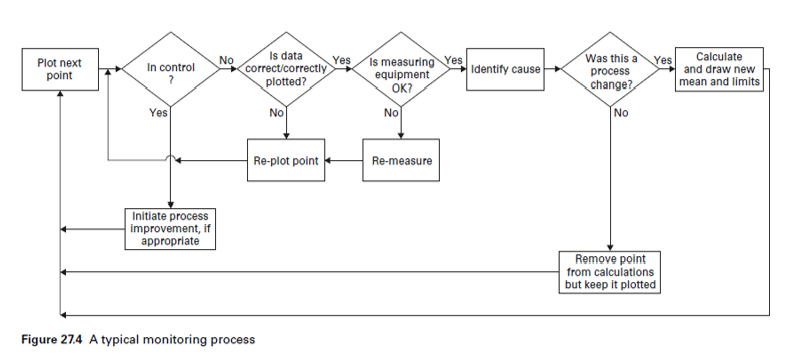 Plot next
point
In control
?
No
Is data
correct/correctly
plotted?
Yes
Is measuring
equipment
OK?
Yes
Identify cause
Was this a
process
change?
Yes
Calculate
and draw new
mean and limits
Yes
No
No
No
Re-plot point
Re-measure
Initiate process
improvement, if
appropriate
Remove point
from calculations
but keep it plotted
Figure 27.4 A typical monitoring process